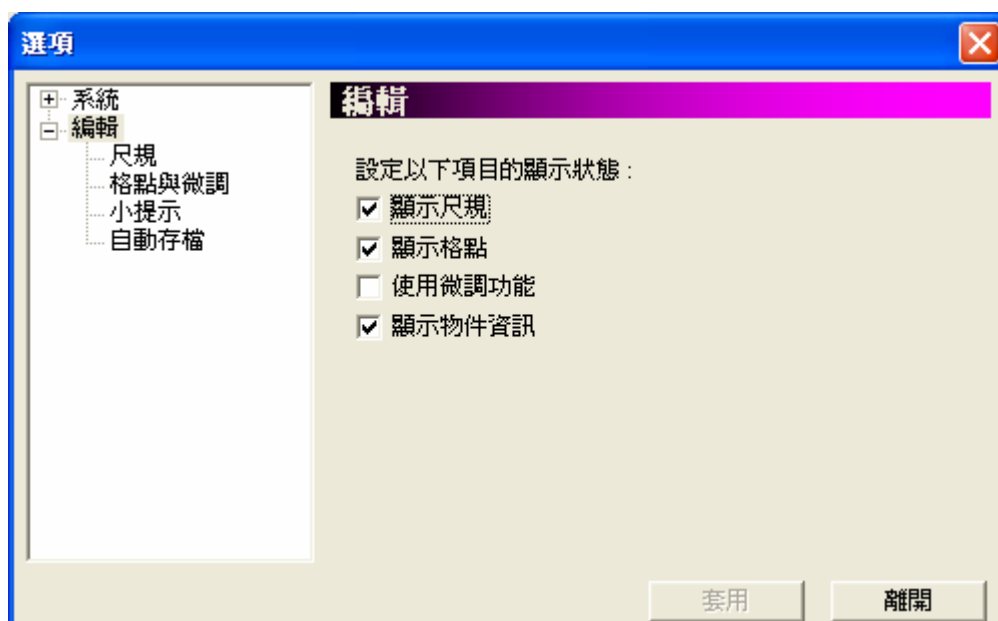 選項
系統
編輯
尺規
格點與微調
小提示
自動存檔
編輯
設定以下項目的顯示狀態：
顯示尺規
顯示格點
使用微調功能
顯示物件資訊
套用
離開